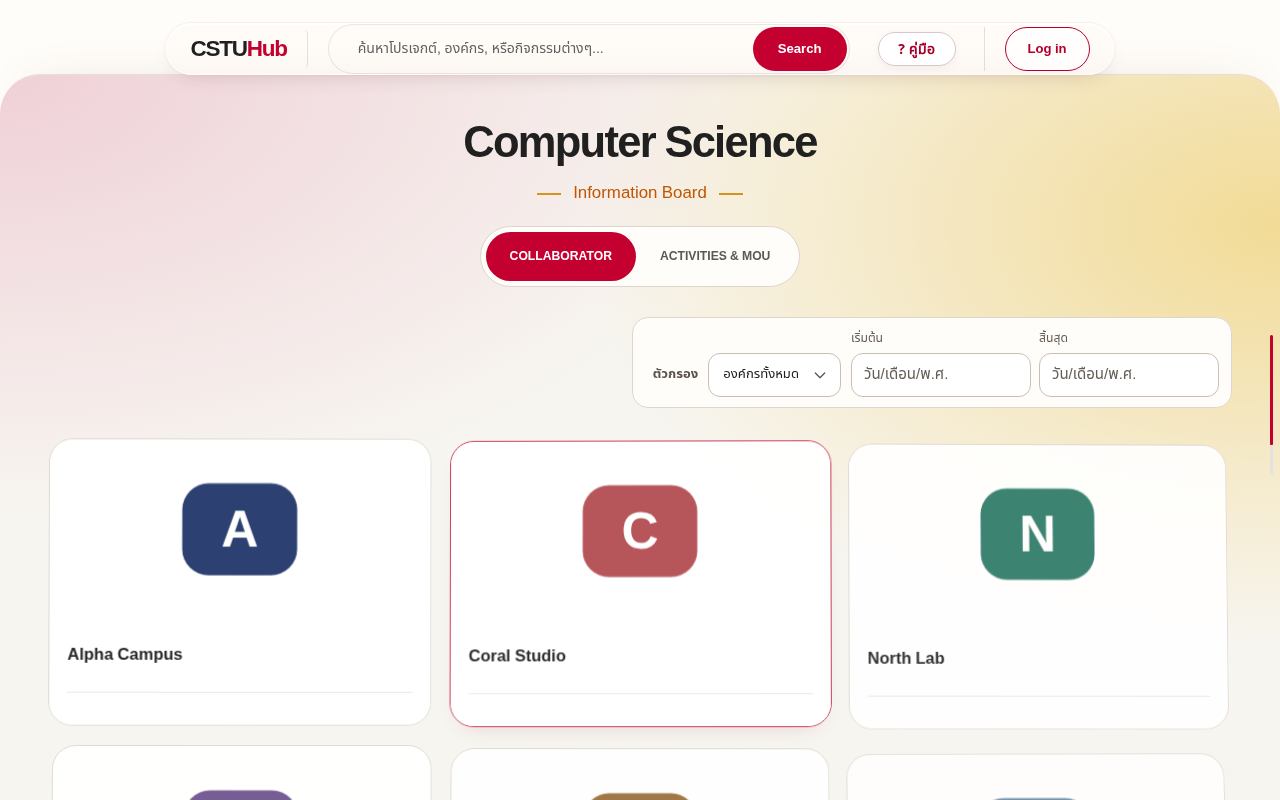 CSTUHub
ค้นหาโปรเจกต์, องค์กร, หรือกิจกรรมต่างๆ...
Search
? คู่มือ
Log in
Computer Science
Information Board
COLLABORATOR
ACTIVITIES & MOU
ตัวกรอง
องค์กรทั้งหมด
เริ่มต้น
วัน/เดือน/พ.ศ.
สิ้นสุด
วัน/เดือน/พ.ศ.
A
Alpha Campus
C
Coral Studio
N
North Lab